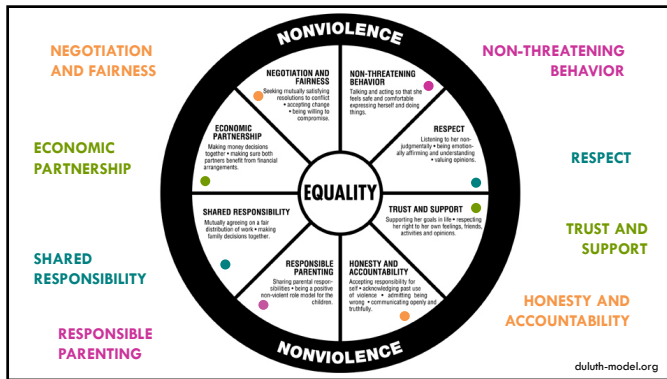 NONVIOLENCE
NEGOTIATION
AND FAIRNESS
NON-THREATENING
BEHAVIOR
NEGOTIATION AND
FAIRNESS
Seeking mutually satisfying
resolutions to conflict
• accepting change
• being willing to
compromise.
NON-THREATENING
BEHAVIOR
Talking and acting so that she
feels safe and comfortable
expressing herself and doing
things.
ECONOMIC
PARTNERSHIP
ECONOMIC
PARTNERSHIP
Making money decisions
together • making sure both
partners benefit from financial
arrangements.
RESPECT
Listening to her non-
judgmentally • being emotion-
ally affirming and understanding
• valuing opinions.
RESPECT
EQUALITY
SHARED
RESPONSIBILITY
SHARED RESPONSIBILITY
Mutually agreeing on a fair
distribution of work • making
family decisions together.
TRUST AND SUPPORT
Supporting her goals in life • respecting
her right to her own feelings, friends,
activities and opinions.
TRUST AND
SUPPORT
RESPONSIBLE
PARENTING
RESPONSIBLE
PARENTING
Sharing parental respon-
sibilities • being a positive
non-violent role model for the
children.
HONESTY AND
ACCOUNTABILITY
Accepting responsibility for
self • acknowledging past use
of violence • admitting being
wrong • communicating openly and
truthfully.
HONESTY AND
ACCOUNTABILITY
NONVIOLENCE
duluth-model.org